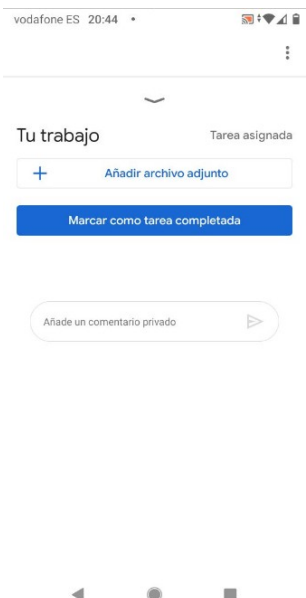 vodafone ES 20:44
Tu trabajo Tarea asignada
+ Añadir archivo adjunto
Marcar como tarea completada
Añade un comentario privado